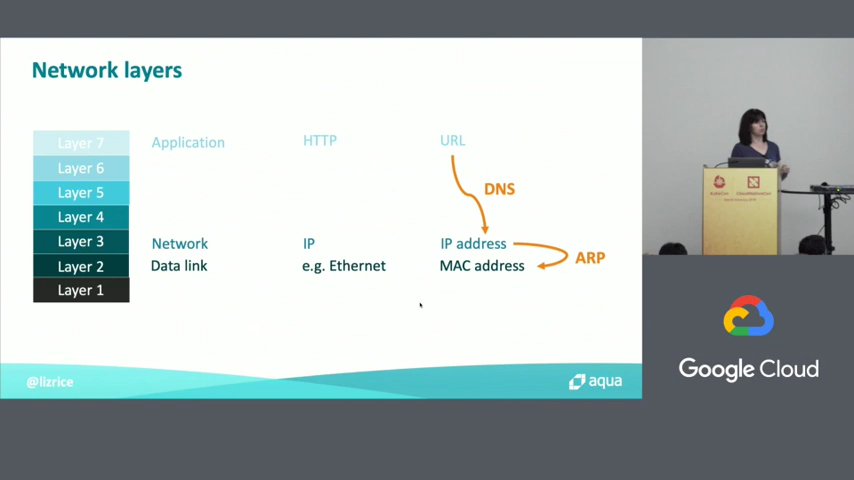 Network layers
Layer 7 Application HTTP URL
Layer 6
Layer 5
DNS
Layer 4
Layer 3 Network IP IP address
ARP
Layer 2 Data link e.g. Ethernet MAC address
Layer 1
@lizrice
aqua
Google Cloud